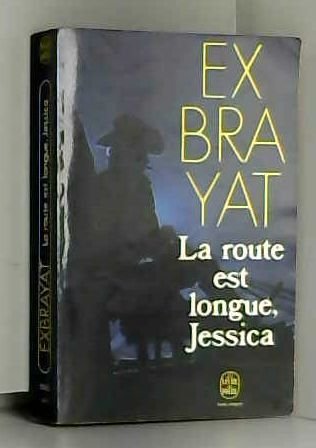 EX
BRA
YAT
La route
est
longue,
Jessica
EXBRAYAT La route est longue, Jessica